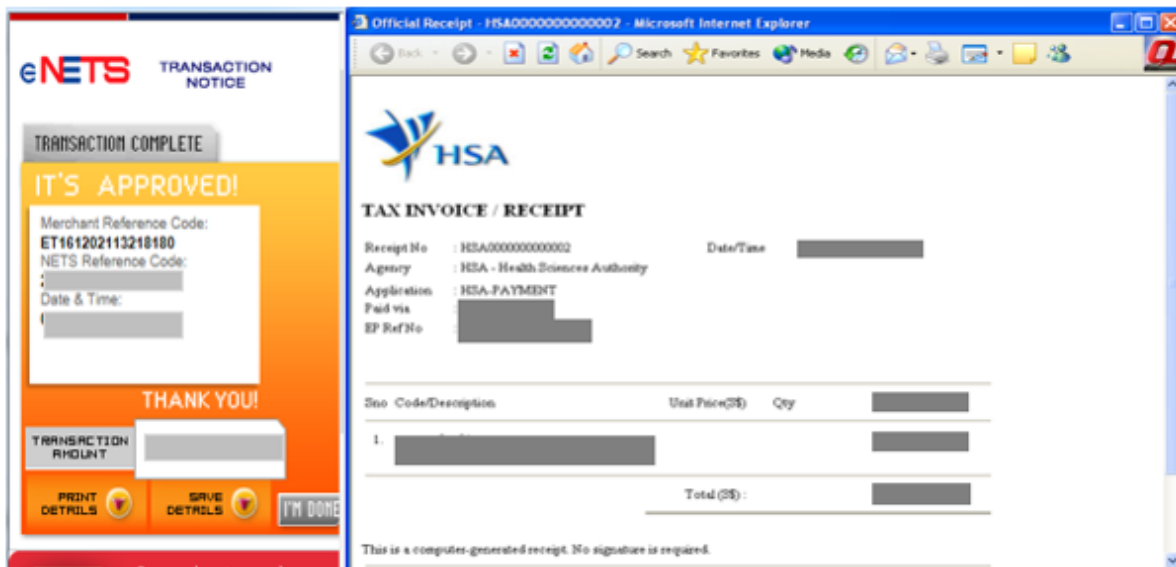 eNETS
TRANSACTION
NOTICE
TRANSACTION COMPLETE
IT'S APPROVED!
Merchant Reference Code:
ET161202113218180
NETS Reference Code:
Date & Time:
THANK YOU!
TRANSACTION
AMOUNT
PRINT
DETAILS
SAVE
DETAILS
I'M DONE
Official Receipt - HSA0000000000002 - Microsoft Internet Explorer
Back Search Favorites Media
HSA
TAX INVOICE / RECEIPT
Receipt No : HSA000000000002 Date/Time
Agency : HSA - Health Sciences Authority
Application : HSA-PAYMENT
Paid via :
EP Ref No :
Sno Code/Description Unit Price(S$) Qty
1.
Total (S$) :
This is a computer-generated receipt. No signature is required.